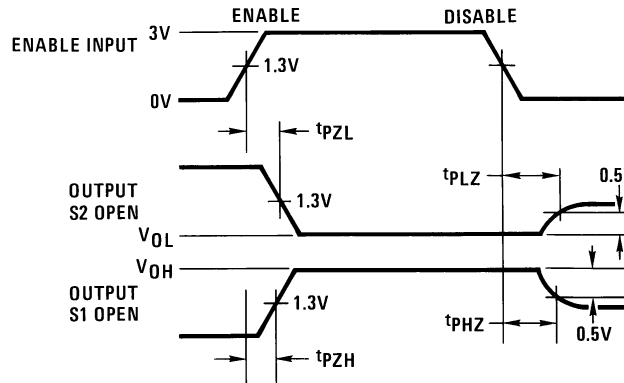 ENABLE
DISABLE
ENABLE INPUT
3V
1.3V
0V
tPZL
tPLZ
0.5
OUTPUT
S2 OPEN
1.3V
VOL
VOH
OUTPUT
S1 OPEN
1.3V
tPHZ
0.5V
tPZH